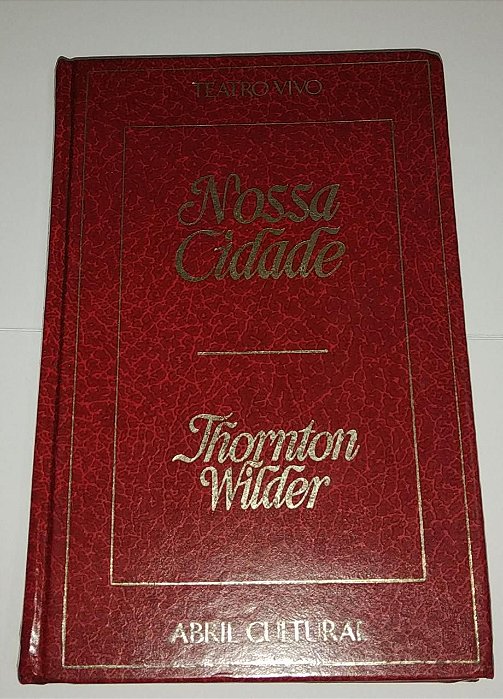 TEATRO VIVO
Nossa
Cidade
Thornton
Wilder
ABRIL CULTURAL